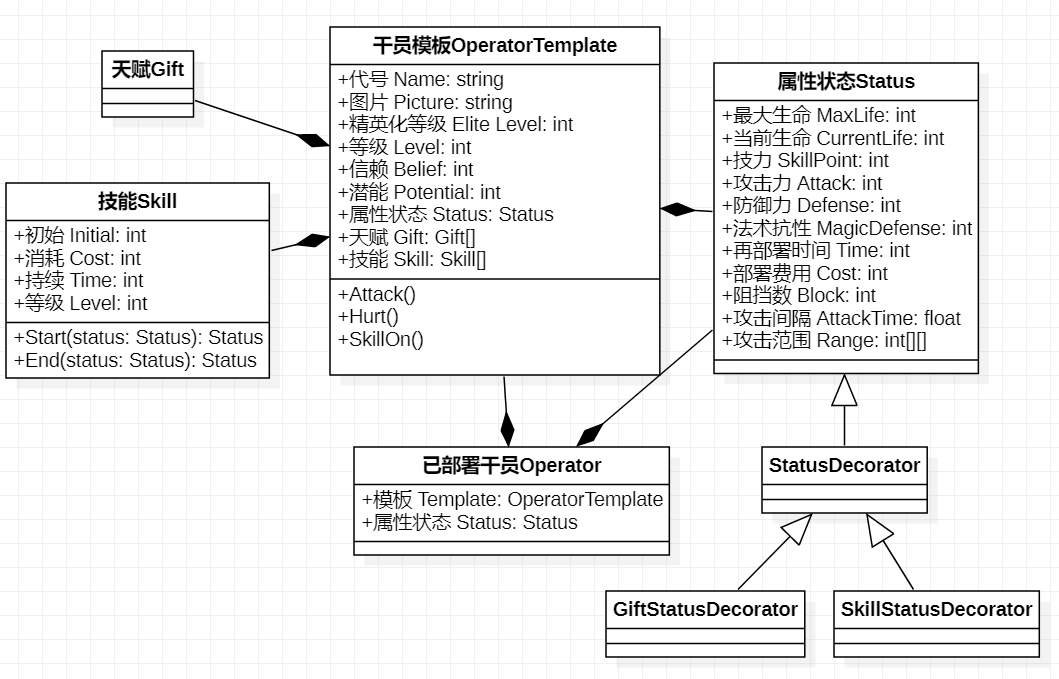 天赋Gift
干员模板OperatorTemplate
+代号 Name: string
+图片 Picture: string
+精英化等级 Elite Level: int
+等级 Level: int
+信赖 Belief: int
+潜能 Potential: int
+属性状态 Status: Status
+天赋 Gift: Gift[]
+技能 Skill: Skill[]
+Attack()
+Hurt()
+SkillOn()
属性状态Status
+最大生命 MaxLife: int
+当前生命 CurrentLife: int
+技力 SkillPoint: int
+攻击力 Attack: int
+防御力 Defense: int
+法术抗性 MagicDefense: int
+再部署时间 Time: int
+部署费用 Cost: int
+阻挡数 Block: int
+攻击间隔 AttackTime: float
+攻击范围 Range: int[][]
技能Skill
+初始 Initial: int
+消耗 Cost: int
+持续 Time: int
+等级 Level: int
+Start(status: Status): Status
+End(status: Status): Status
已部署干员Operator
+模板 Template: OperatorTemplate
+属性状态 Status: Status
StatusDecorator
GiftStatusDecorator
SkillStatusDecorator